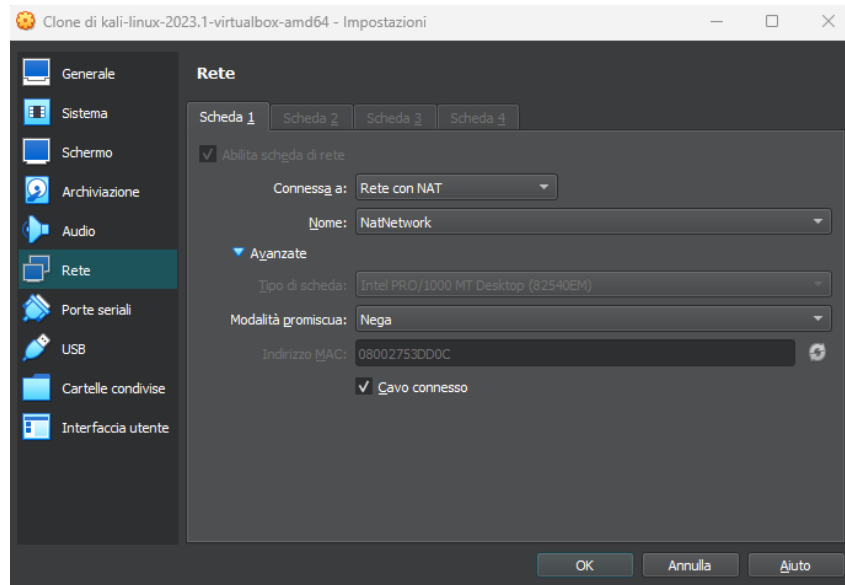 Clone di kali-linux-2023.1-virtualbox-amd64 - Impostazioni
Generale
Sistema
Schermo
Archiviazione
Audio
Rete
Porte seriali
USB
Cartelle condivise
Interfaccia utente
Rete
Scheda 1 Scheda 2 Scheda 3 Scheda 4
Abilita scheda di rete
Connessa a: Rete con NAT
Nome: NatNetwork
Avanzate
Tipo di scheda: Intel PRO/1000 MT Desktop (82540EM)
Modalità promiscua: Nega
Indirizzo MAC: 08002753DD0C
Cavo connesso
OK Annulla Aiuto